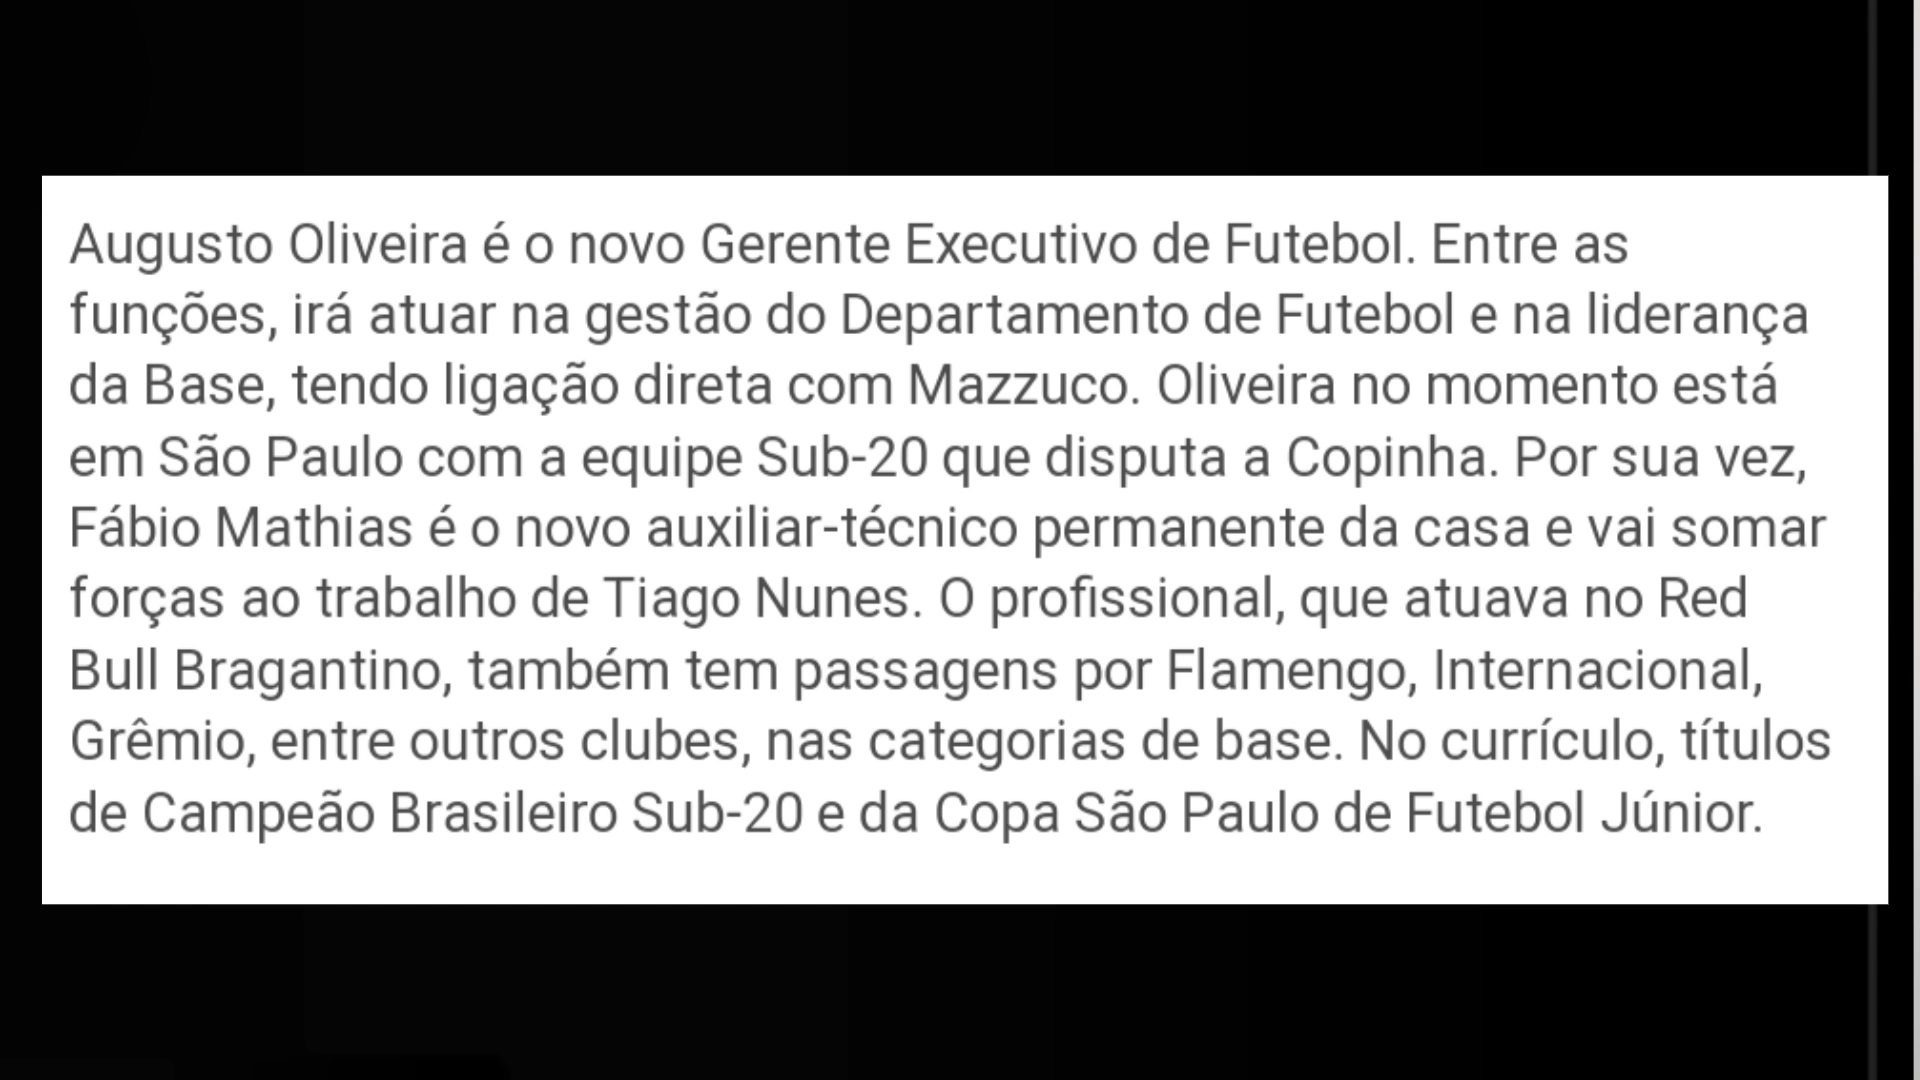 Augusto Oliveira é o novo Gerente Executivo de Futebol. Entre as
funções, irá atuar na gestão do Departamento de Futebol e na liderança
da Base, tendo ligação direta com Mazzuco. Oliveira no momento está
em São Paulo com a equipe Sub-20 que disputa a Copinha. Por sua vez,
Fábio Mathias é o novo auxiliar-técnico permanente da casa e vai somar
forças ao trabalho de Tiago Nunes. O profissional, que atuava no Red
Bull Bragantino, também tem passagens por Flamengo, Internacional,
Grêmio, entre outros clubes, nas categorias de base. No currículo, títulos
de Campeão Brasileiro Sub-20 e da Copa São Paulo de Futebol Júnior.